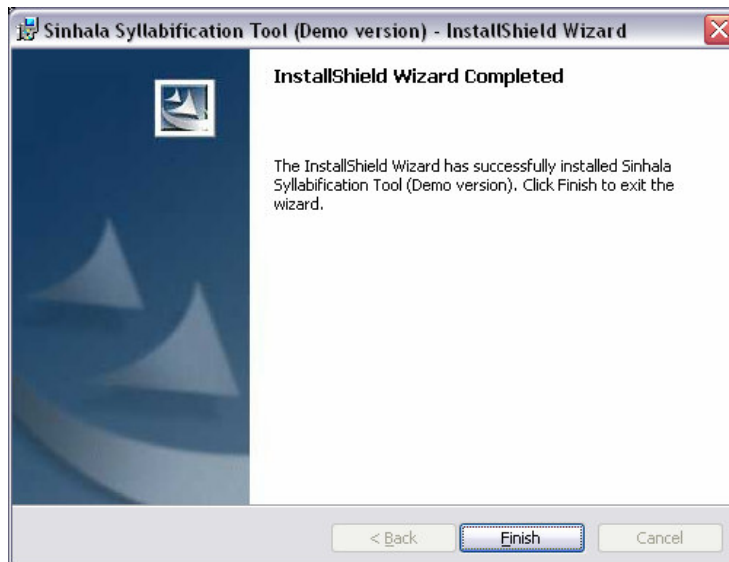 Sinhala Syllabification Tool (Demo version) - InstallShield Wizard
InstallShield Wizard Completed
The InstallShield Wizard has successfully installed Sinhala
Syllabification Tool (Demo version). Click Finish to exit the
wizard.
< Back Finish Cancel